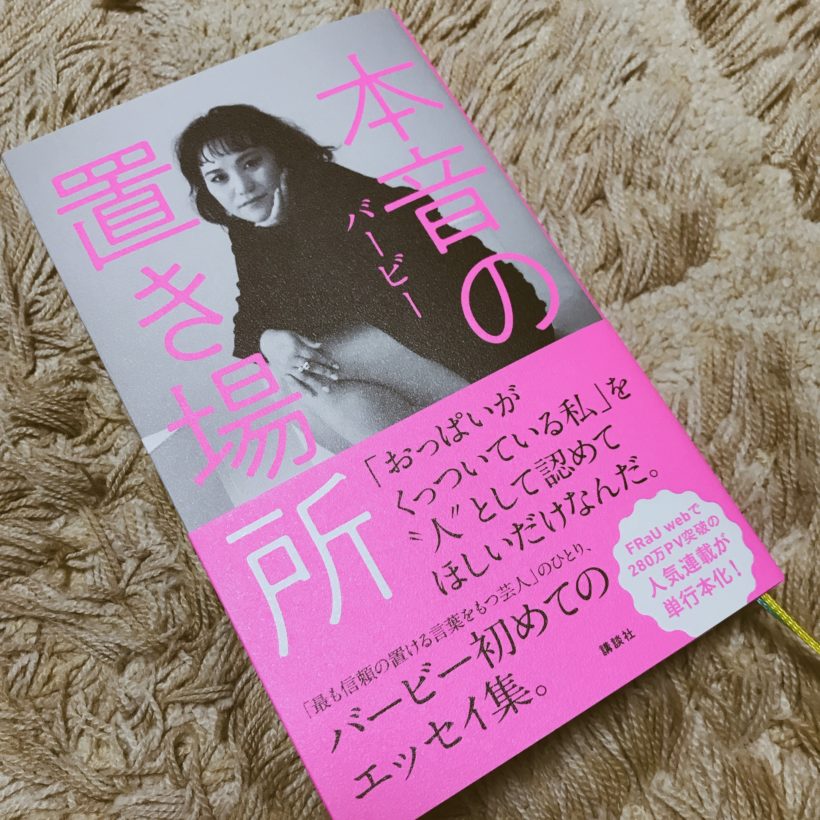 本音の
置き場所
バービー
「おっぱいが
くっついている私」を
〝人〟として認めて
ほしいだけなんだ。
「最も信頼の置ける言葉をもつ芸人」のひとり、
バービー初めての
エッセイ集。
FRaU webで
280万PV突破の
人気連載が
単行本化！
講談社